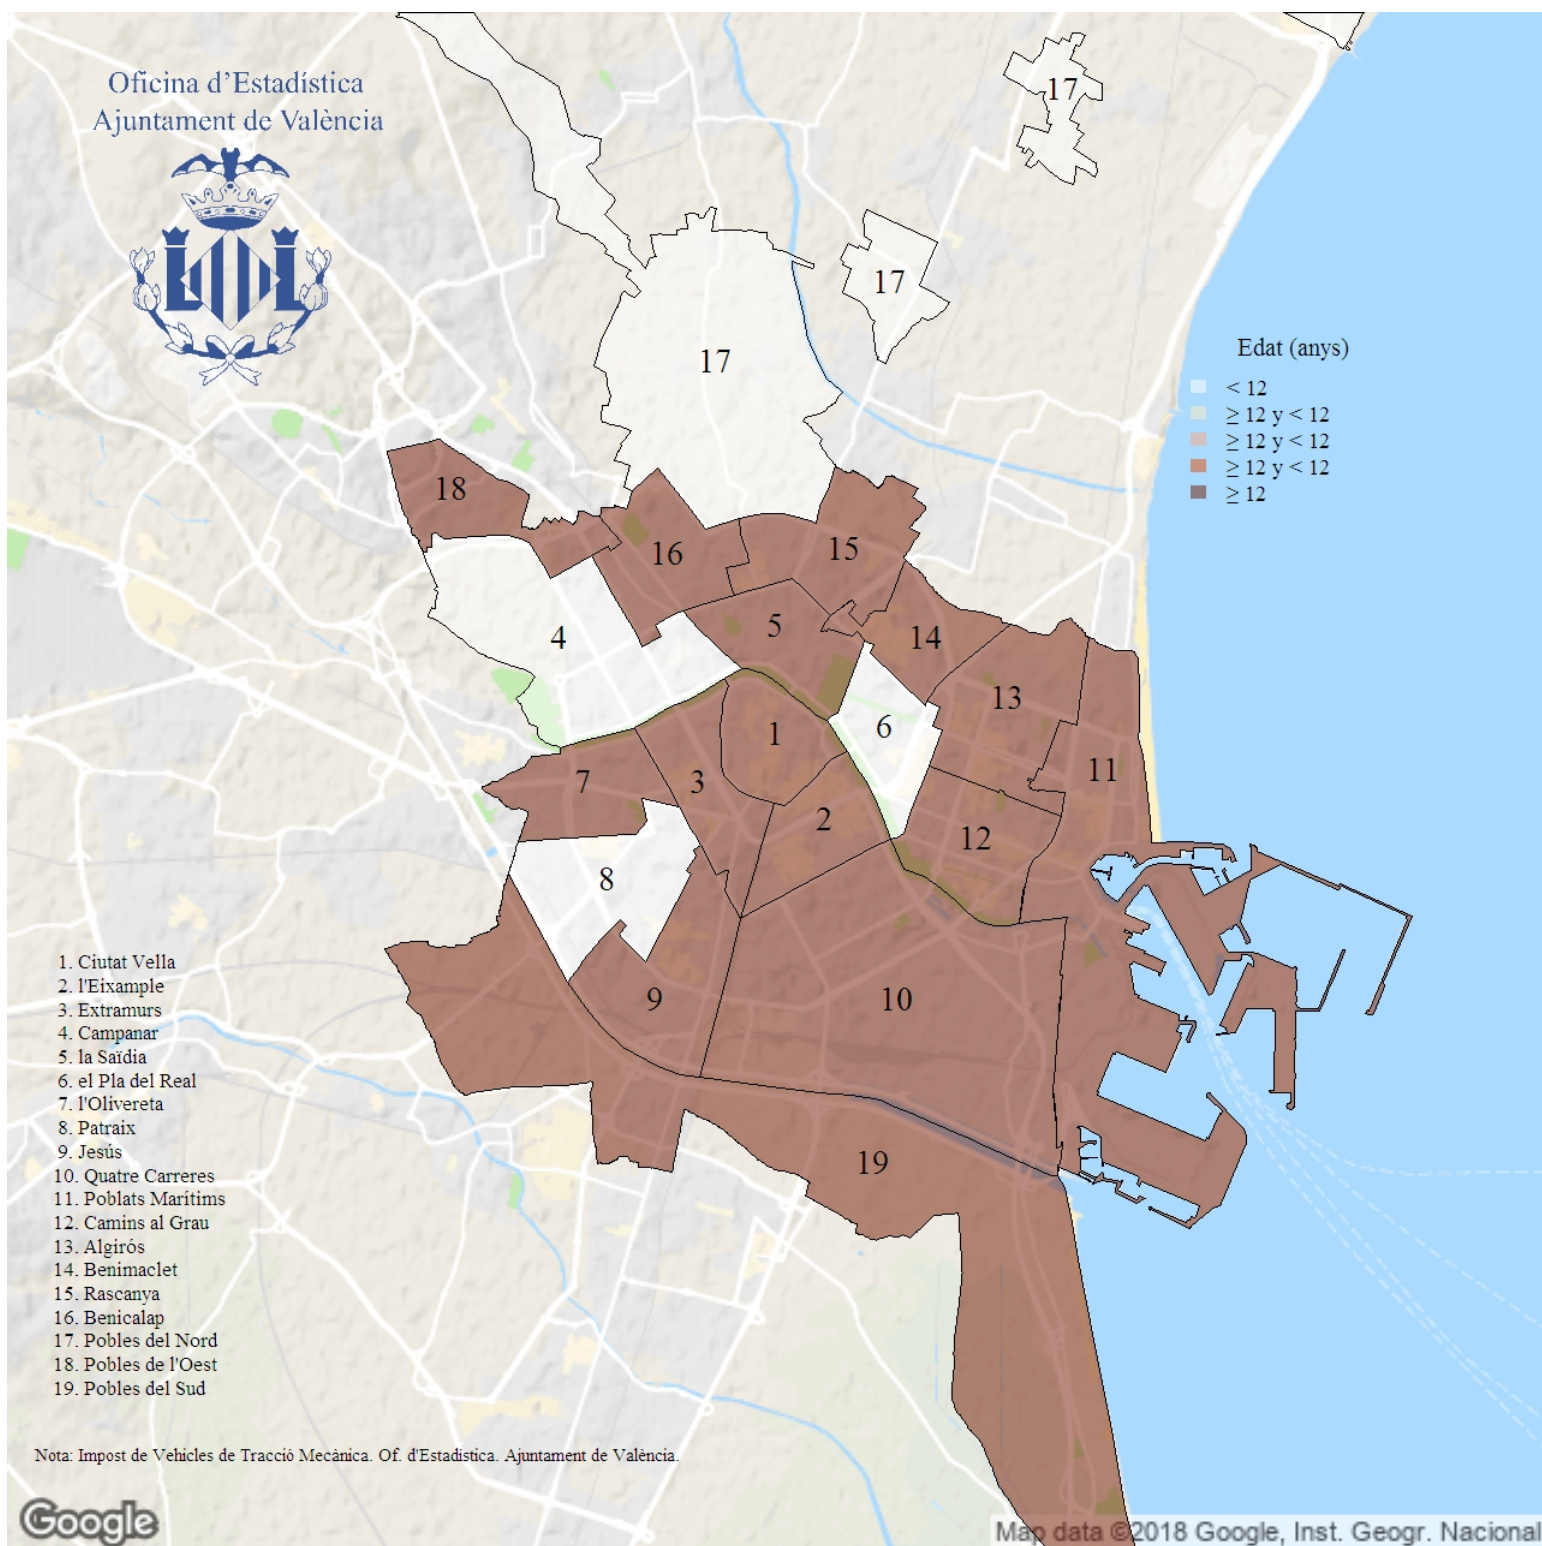 Oficina d'Estadística
Ajuntament de València
17
17
17
Edat (anys)
< 12
≥ 12 y < 12
≥ 12 y < 12
≥ 12 y < 12
≥ 12
18
16
15
4
5
14
13
6
1
11
7
3
2
12
8
9
10
19
1. Ciutat Vella
2. l'Eixample
3. Extramurs
4. Campanar
5. la Saïdia
6. el Pla del Real
7. l'Olivereta
8. Patraix
9. Jesús
10. Quatre Carreres
11. Poblats Marítims
12. Camins al Grau
13. Algirós
14. Benimaclet
15. Rascanya
16. Benicalap
17. Pobles del Nord
18. Pobles de l'Oest
19. Pobles del Sud
Nota: Impost de Vehicles de Tracció Mecànica. Of. d'Estadística. Ajuntament de València.
Google
Map data ©2018 Google, Inst. Geogr. Nacional